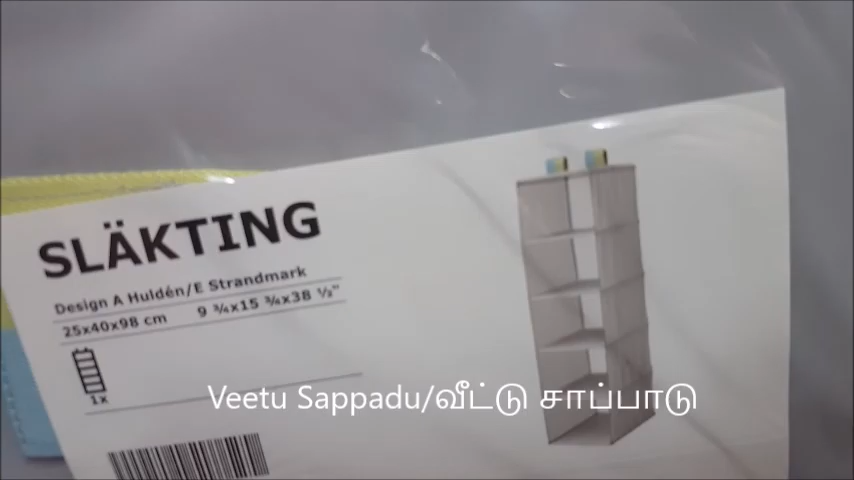 SLÄKTING
Design A Huldén/E Strandmark
25x40x98 cm 9 ¾x15 ¾x38 ½"
1x
Veetu Sappadu/வீட்டு சாப்பாடு